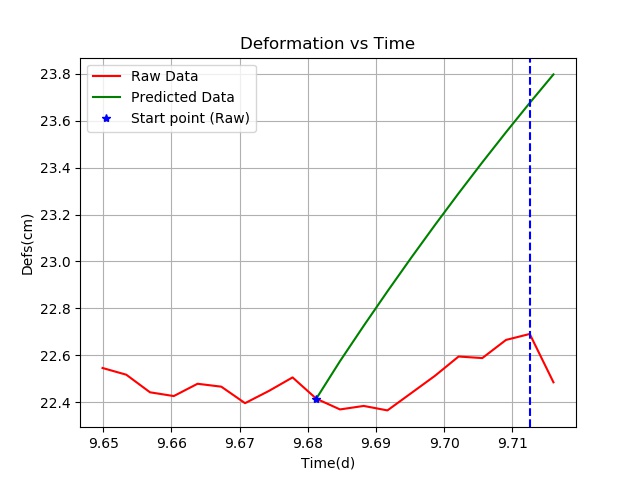 Deformation vs Time
Raw Data
Predicted Data
Start point (Raw)
23.8
23.6
23.4
23.2
23.0
22.8
22.6
22.4
Defs(cm)
9.65 9.66 9.67 9.68 9.69 9.70 9.71
Time(d)